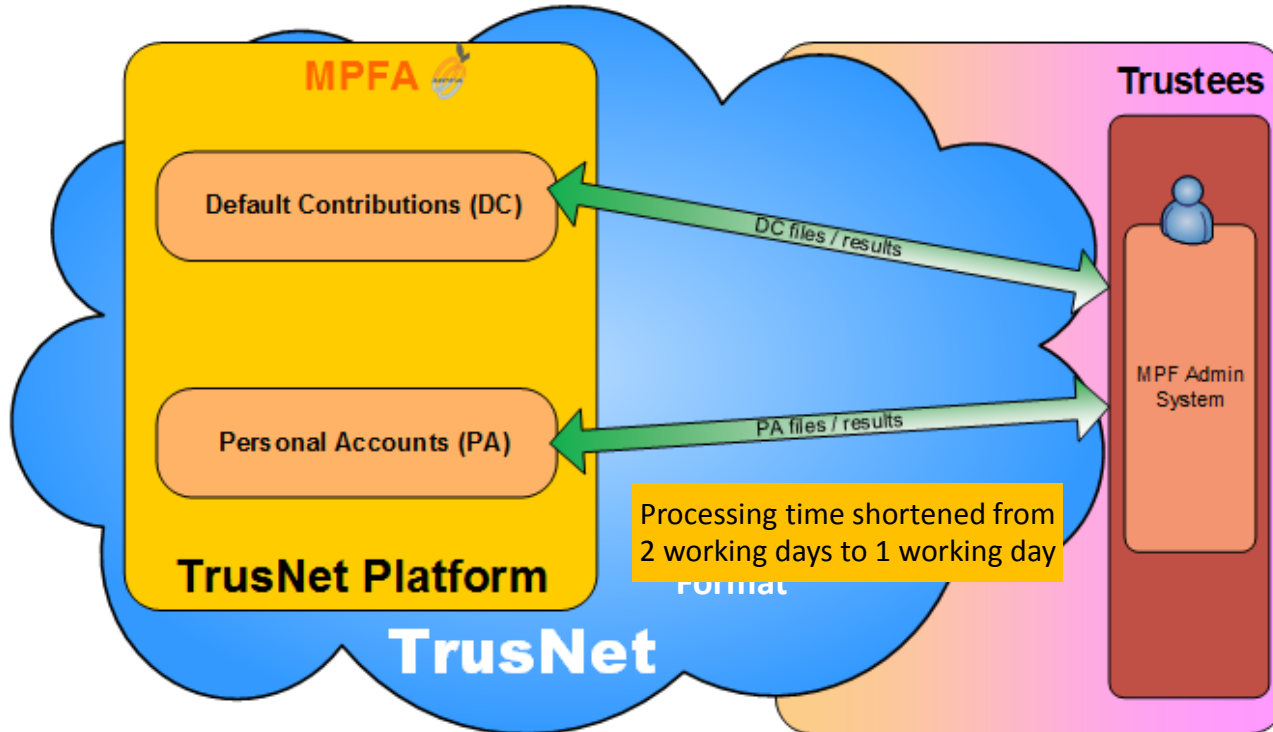 MPFA
Trustees
Default Contributions (DC)
DC files / results
MPF Admin
System
Personal Accounts (PA)
PA files / results
Processing time shortened from
2 working days to 1 working day
Format
TrusNet Platform
TrusNet